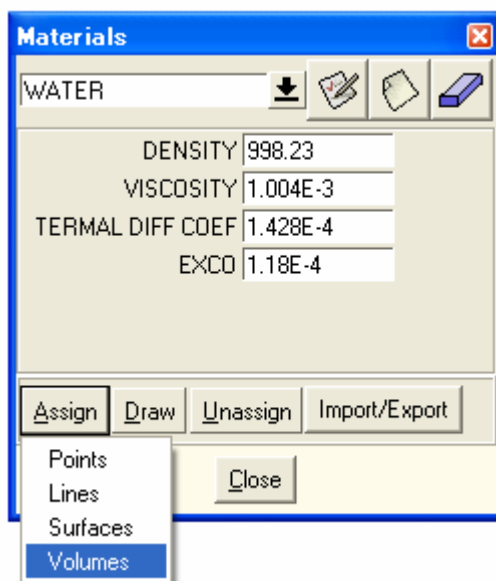 Materials
WATER
DENSITY 998.23
VISCOSITY 1.004E-3
TERMAL DIFF COEF 1.428E-4
EXCO 1.18E-4
Assign Draw Unassign Import/Export
Points
Lines
Surfaces
Volumes
Close